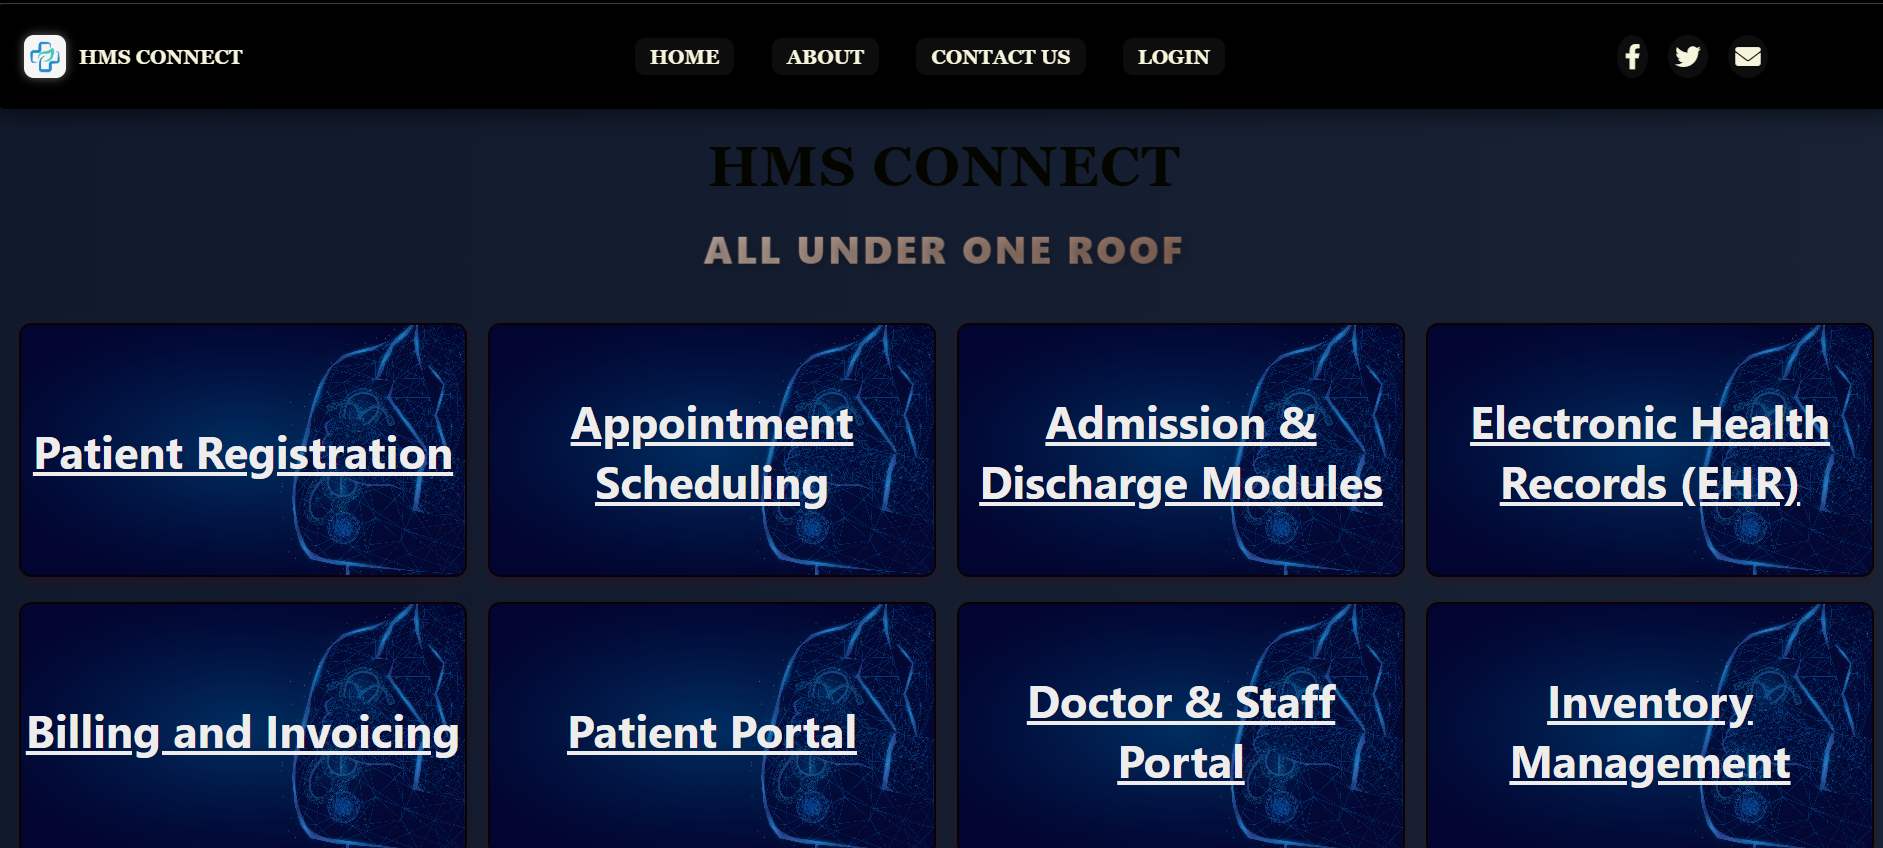 HMS CONNECT
HOME
ABOUT
CONTACT US
LOGIN
HMS CONNECT
ALL UNDER ONE ROOF
Patient Registration
Appointment
Scheduling
Admission &
Discharge Modules
Electronic Health
Records (EHR)
Billing and Invoicing
Patient Portal
Doctor & Staff
Portal
Inventory
Management